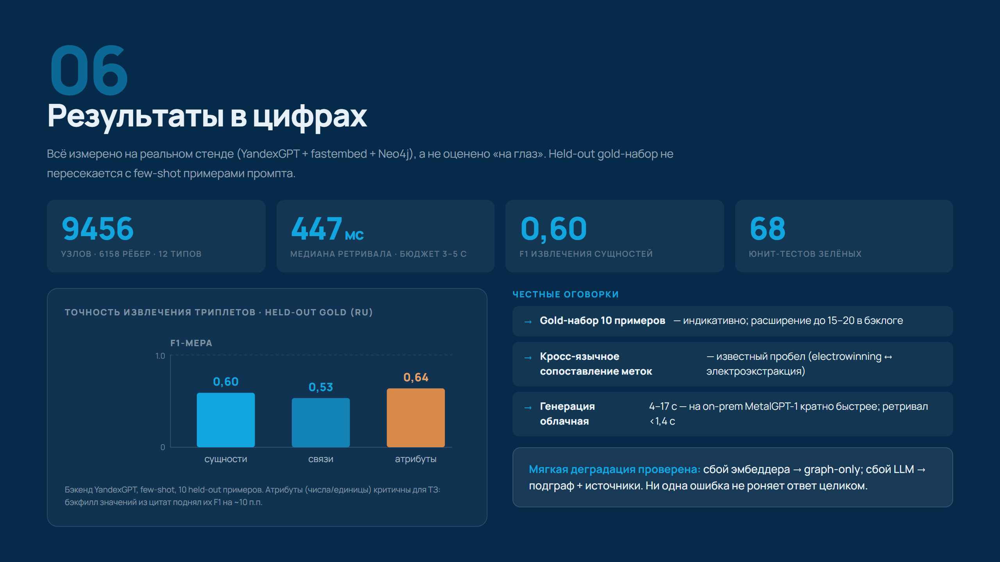 06
Результаты в цифрах
Всё измерено на реальном стенде (YandexGPT + fastembed + Neo4j), а не оценено «на глаз». Held-out gold-набор не
пересекается с few-shot примерами промпта.
9456
УЗЛОВ · 6158 РЁБЕР · 12 ТИПОВ
447 мс
МЕДИАНА РЕТРИВАЛА · БЮДЖЕТ 3–5 С
0,60
F1 ИЗВЛЕЧЕНИЯ СУЩНОСТЕЙ
68
ЮНИТ-ТЕСТОВ ЗЕЛЁНЫХ
ТОЧНОСТЬ ИЗВЛЕЧЕНИЯ ТРИПЛЕТОВ · HELD-OUT GOLD (RU)
F1-МЕРА
1.0
0,60
0,53
0,64
0
сущности
связи
атрибуты
Бэкенд YandexGPT, few-shot, 10 held-out примеров. Атрибуты (числа/единицы) критичны для ТЗ:
бэкфилл значений из цитат поднял их F1 на ~10 п.п.
ЧЕСТНЫЕ ОГОВОРКИ
→ Gold-набор 10 примеров — индикативно; расширение до 15–20 в бэклоге
→ Кросс-язычное — известный пробел (electrowinning ↔
сопоставление меток электроэкстракция)
→ Генерация 4–17 с — на on-prem MetalGPT-1 кратно быстрее; ретривал
облачная <1,4 с
Мягкая деградация проверена: сбой эмбеддера → graph-only; сбой LLM →
подграф + источники. Ни одна ошибка не роняет ответ целиком.